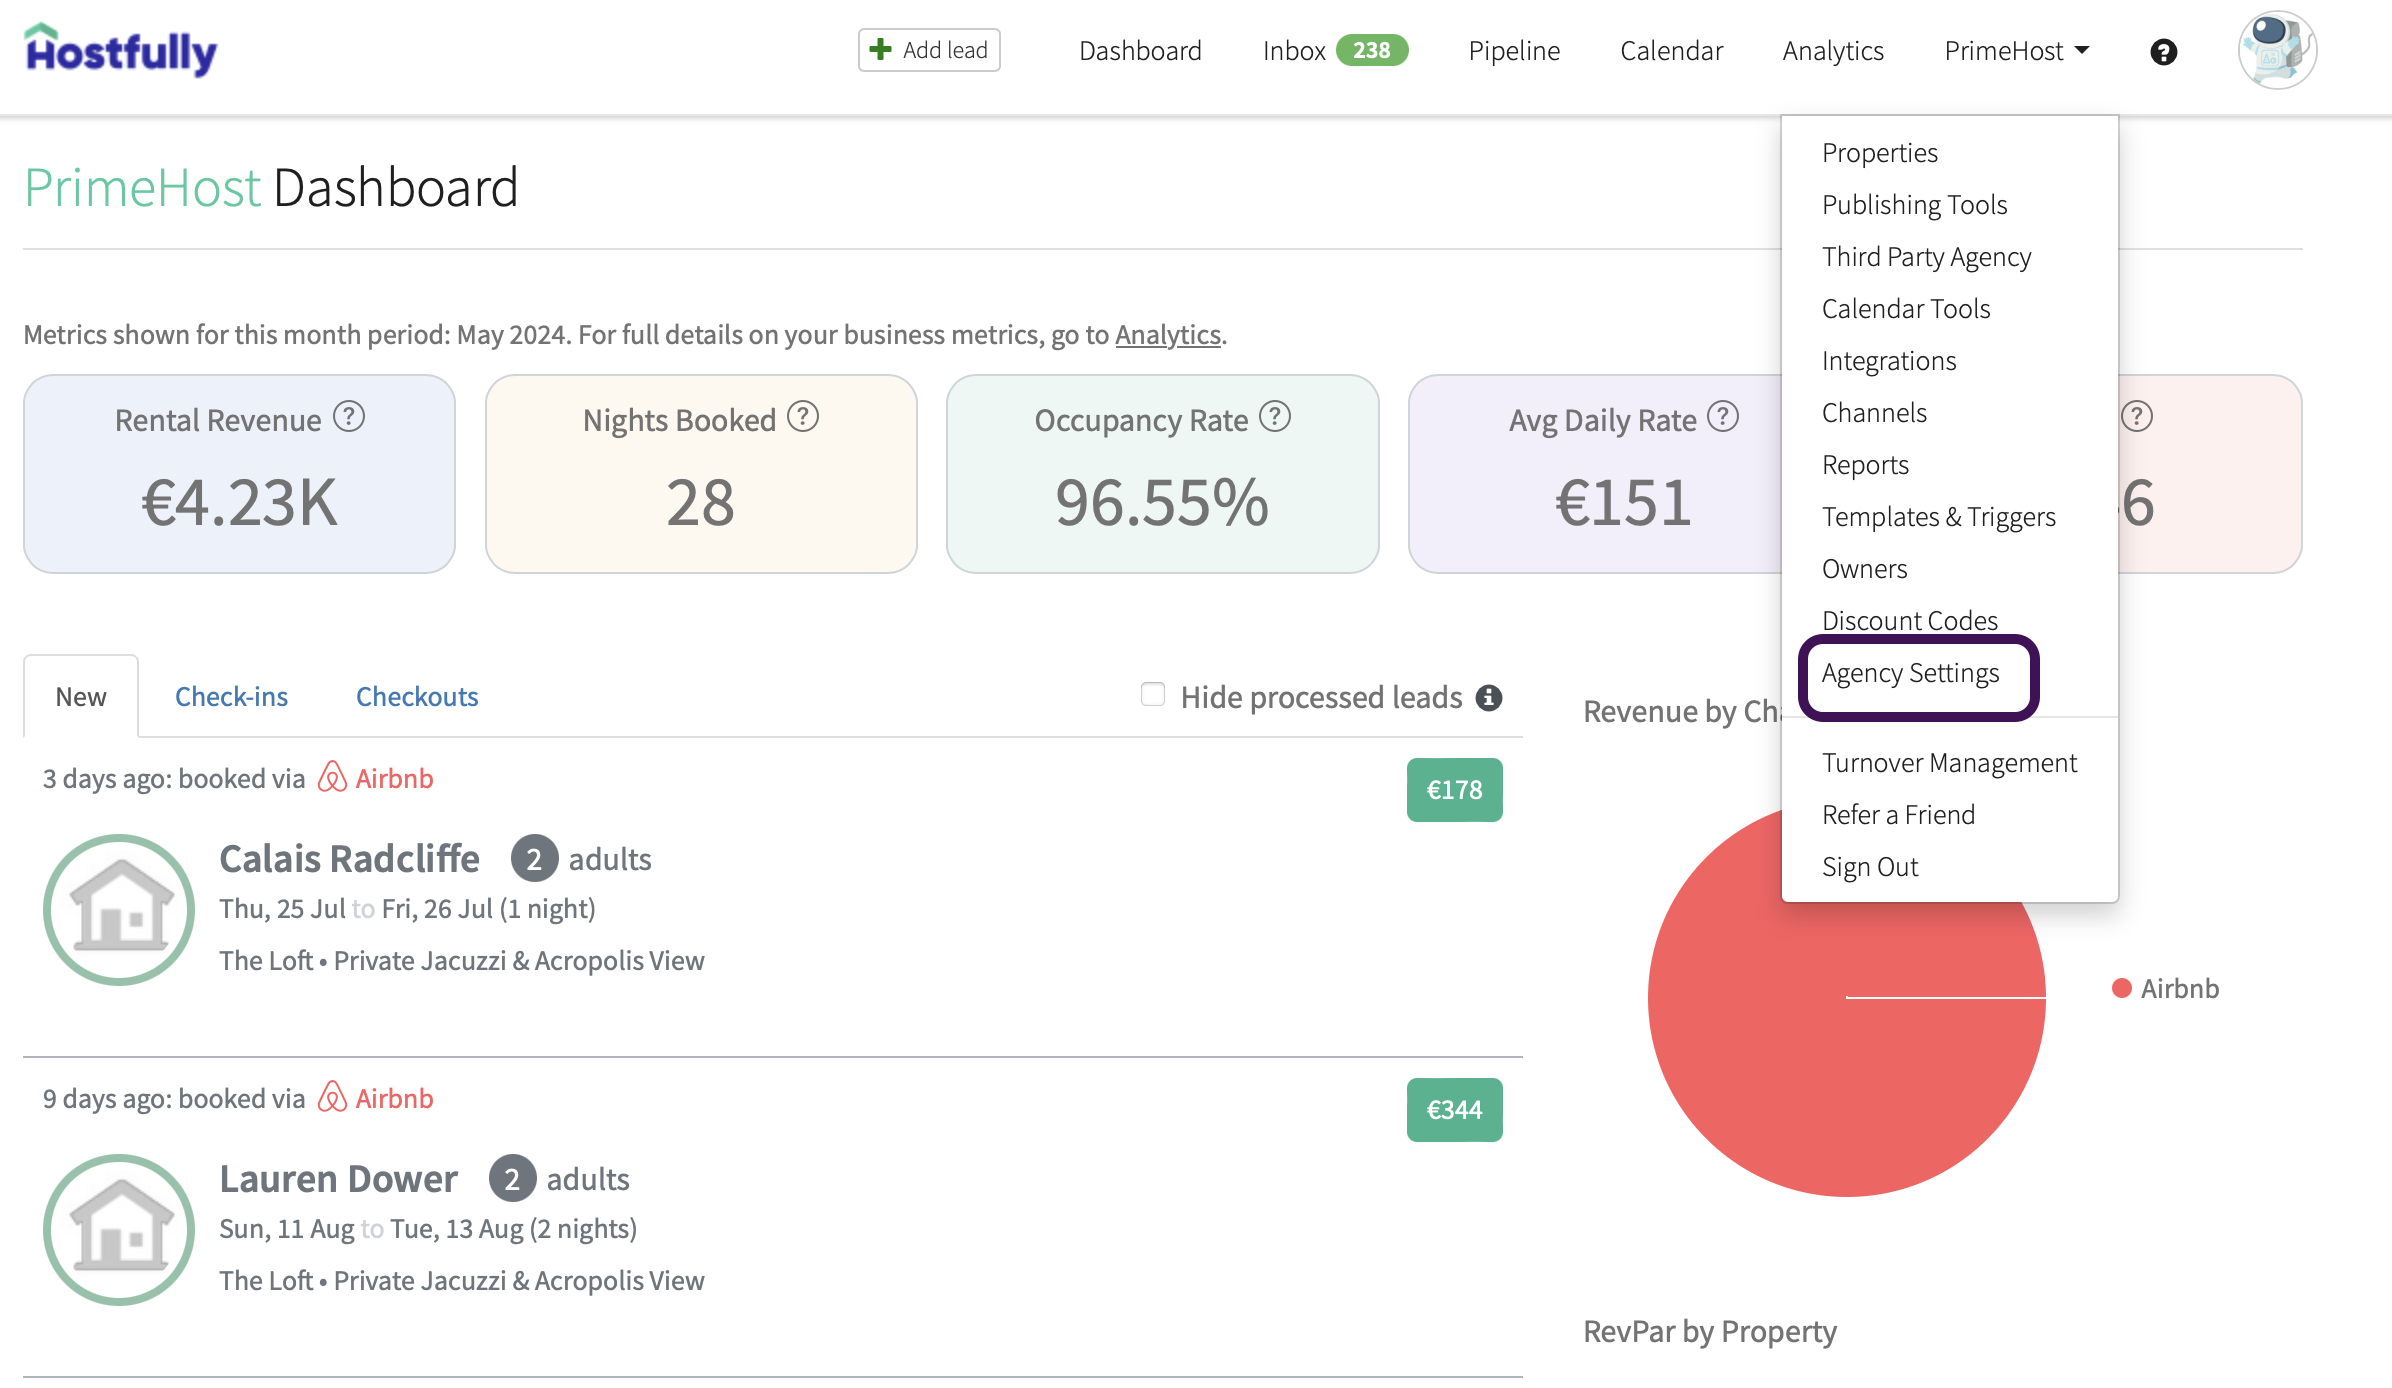 Hostfully
Add lead
Dashboard
Inbox 238
Pipeline
Calendar
Analytics
PrimeHost
PrimeHost Dashboard
Properties
Publishing Tools
Third Party Agency
Calendar Tools
Integrations
Channels
Reports
Templates & Triggers
Owners
Discount Codes
Agency Settings
Turnover Management
Refer a Friend
Sign Out
Metrics shown for this month period: May 2024. For full details on your business metrics, go to Analytics.
Rental Revenue ?
€4.23K
Nights Booked ?
28
Occupancy Rate ?
96.55%
Avg Daily Rate ?
€151
?
6
New
Check-ins
Checkouts
Hide processed leads
3 days ago: booked via Airbnb
€178
Calais Radcliffe 2 adults
Thu, 25 Jul to Fri, 26 Jul (1 night)
The Loft • Private Jacuzzi & Acropolis View
9 days ago: booked via Airbnb
€344
Lauren Dower 2 adults
Sun, 11 Aug to Tue, 13 Aug (2 nights)
The Loft • Private Jacuzzi & Acropolis View
Revenue by
Airbnb
RevPar by Property